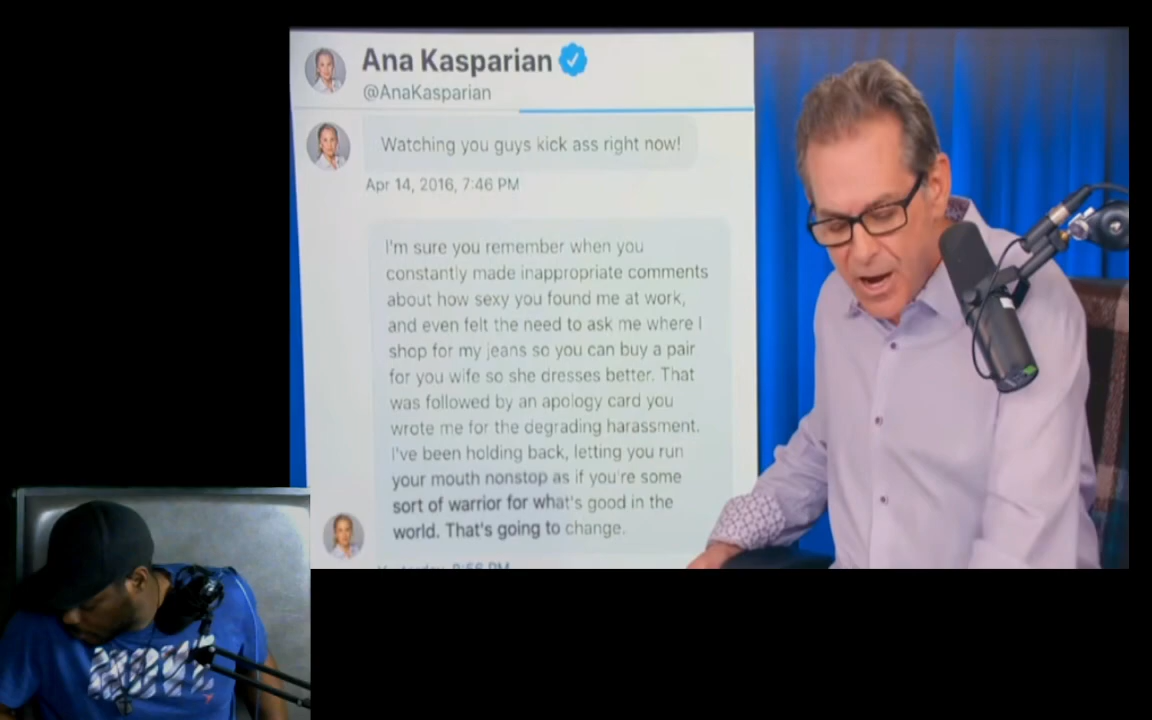 Ana Kasparian
@AnaKasparian
Watching you guys kick ass right now!
Apr 14, 2016, 7:46 PM
I'm sure you remember when you
constantly made inappropriate comments
about how sexy you found me at work,
and even felt the need to ask me where I
shop for my jeans so you can buy a pair
for you wife so she dresses better. That
was followed by an apology card you
wrote me for the degrading harassment.
I've been holding back, letting you run
your mouth nonstop as if you're some
sort of warrior for what's good in the
world. That's going to change.
MOVE